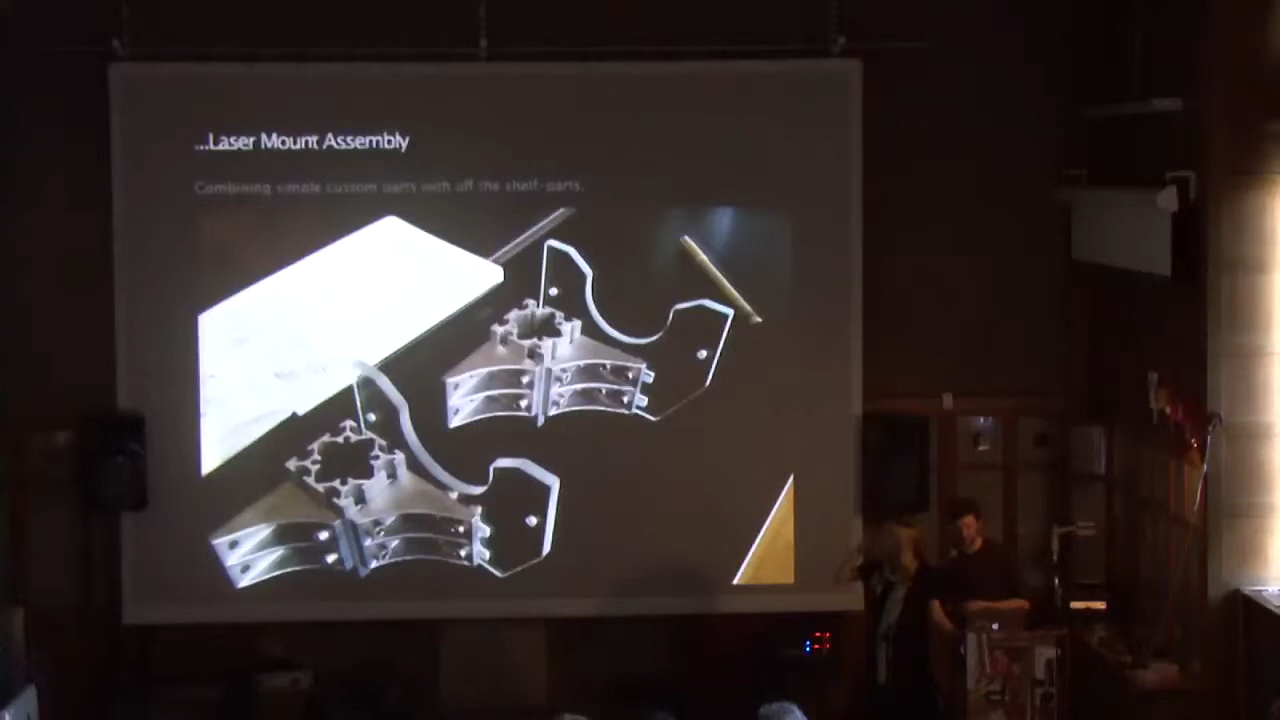 ...Laser Mount Assembly
Combining simple custom parts with off the shelf-parts.